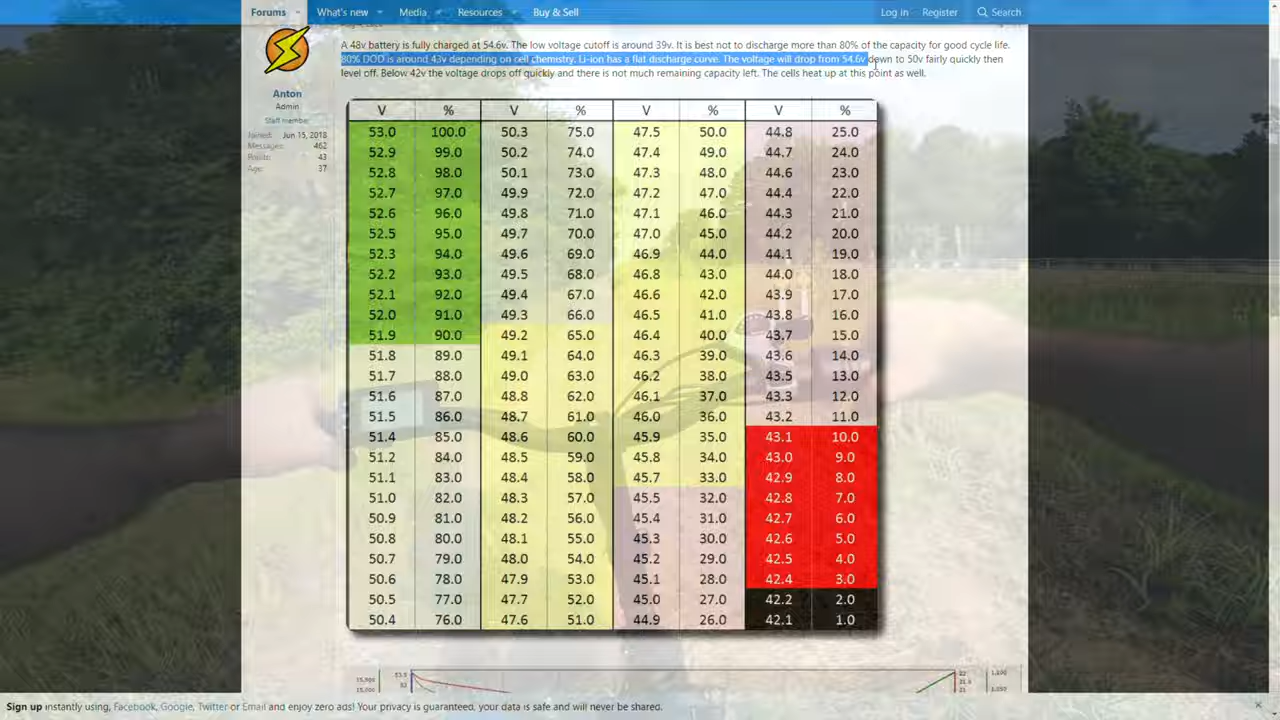 Forums What's new Media Resources Buy & Sell Log in Register Search
A 48v battery is fully charged at 54.6v. The low voltage cutoff is around 39v. It is best not to discharge more than 80% of the capacity for good cycle life.
80% DOD is around 43v depending on cell chemistry. Li-ion has a flat discharge curve. The voltage will drop from 54.6v down to 50v fairly quickly then
level off. Below 42v the voltage drops off quickly and there is not much remaining capacity left. The cells heat up at this point as well.
Anton
Admin
Staff member
Joined: Jun 15, 2018
Messages: 462
Points: 43
Age: 37
V % V % V % V %
53.0 100.0 50.3 75.0 47.5 50.0 44.8 25.0
52.9 99.0 50.2 74.0 47.4 49.0 44.7 24.0
52.8 98.0 50.1 73.0 47.3 48.0 44.6 23.0
52.7 97.0 49.9 72.0 47.2 47.0 44.4 22.0
52.6 96.0 49.8 71.0 47.1 46.0 44.3 21.0
52.5 95.0 49.7 70.0 47.0 45.0 44.2 20.0
52.3 94.0 49.6 69.0 46.9 44.0 44.1 19.0
52.2 93.0 49.5 68.0 46.8 43.0 44.0 18.0
52.1 92.0 49.4 67.0 46.6 42.0 43.9 17.0
52.0 91.0 49.3 66.0 46.5 41.0 43.8 16.0
51.9 90.0 49.2 65.0 46.4 40.0 43.7 15.0
51.8 89.0 49.1 64.0 46.3 39.0 43.6 14.0
51.7 88.0 49.0 63.0 46.2 38.0 43.5 13.0
51.6 87.0 48.8 62.0 46.1 37.0 43.3 12.0
51.5 86.0 48.7 61.0 46.0 36.0 43.2 11.0
51.4 85.0 48.6 60.0 45.9 35.0 43.1 10.0
51.2 84.0 48.5 59.0 45.8 34.0 43.0 9.0
51.1 83.0 48.4 58.0 45.7 33.0 42.9 8.0
51.0 82.0 48.3 57.0 45.5 32.0 42.8 7.0
50.9 81.0 48.2 56.0 45.4 31.0 42.7 6.0
50.8 80.0 48.1 55.0 45.3 30.0 42.6 5.0
50.7 79.0 48.0 54.0 45.2 29.0 42.5 4.0
50.6 78.0 47.9 53.0 45.1 28.0 42.4 3.0
50.5 77.0 47.7 52.0 45.0 27.0 42.2 2.0
50.4 76.0 47.6 51.0 44.9 26.0 42.1 1.0
Sign up instantly using, Facebook, Google, Twitter or Email and enjoy zero ads! Your privacy is guaranteed, your data is safe and will never be shared.